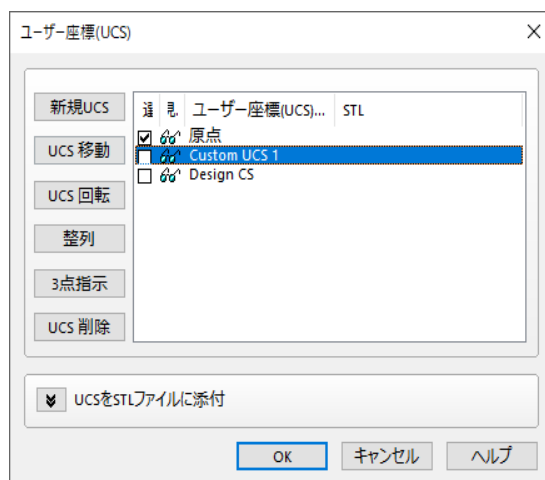 ユーザー座標(UCS)
新規UCS
UCS 移動
UCS 回転
整列
3点指示
UCS 削除
ユーザー座標(UCS)... STL
原点
Custom UCS 1
Design CS
UCSをSTLファイルに添付
OK キャンセル ヘルプ